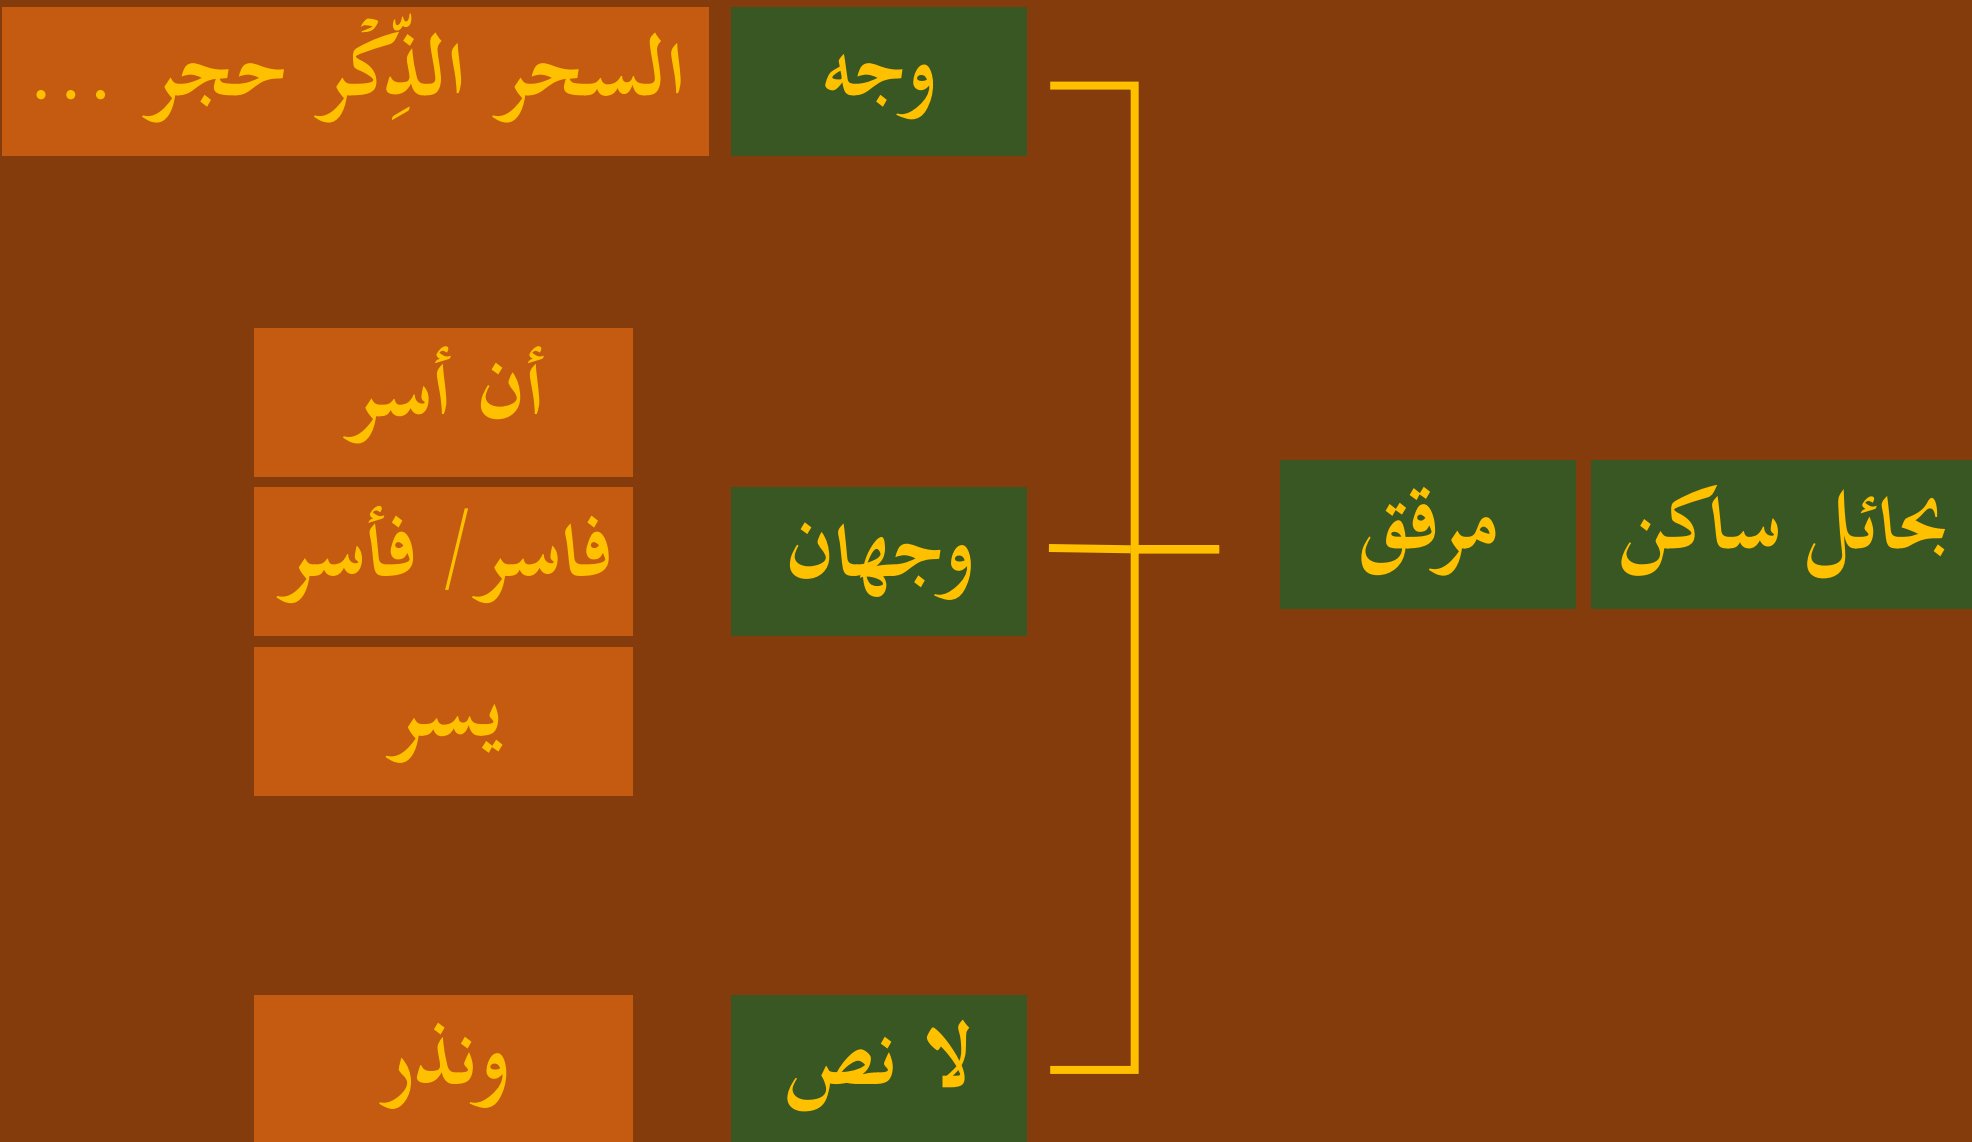 بحائل ساكن
مرقق
وجه
السحر الذِّكْر حجر ...
وجهان
أن أسر
فاسر / فأسر
يسر
لا نص
ونذر